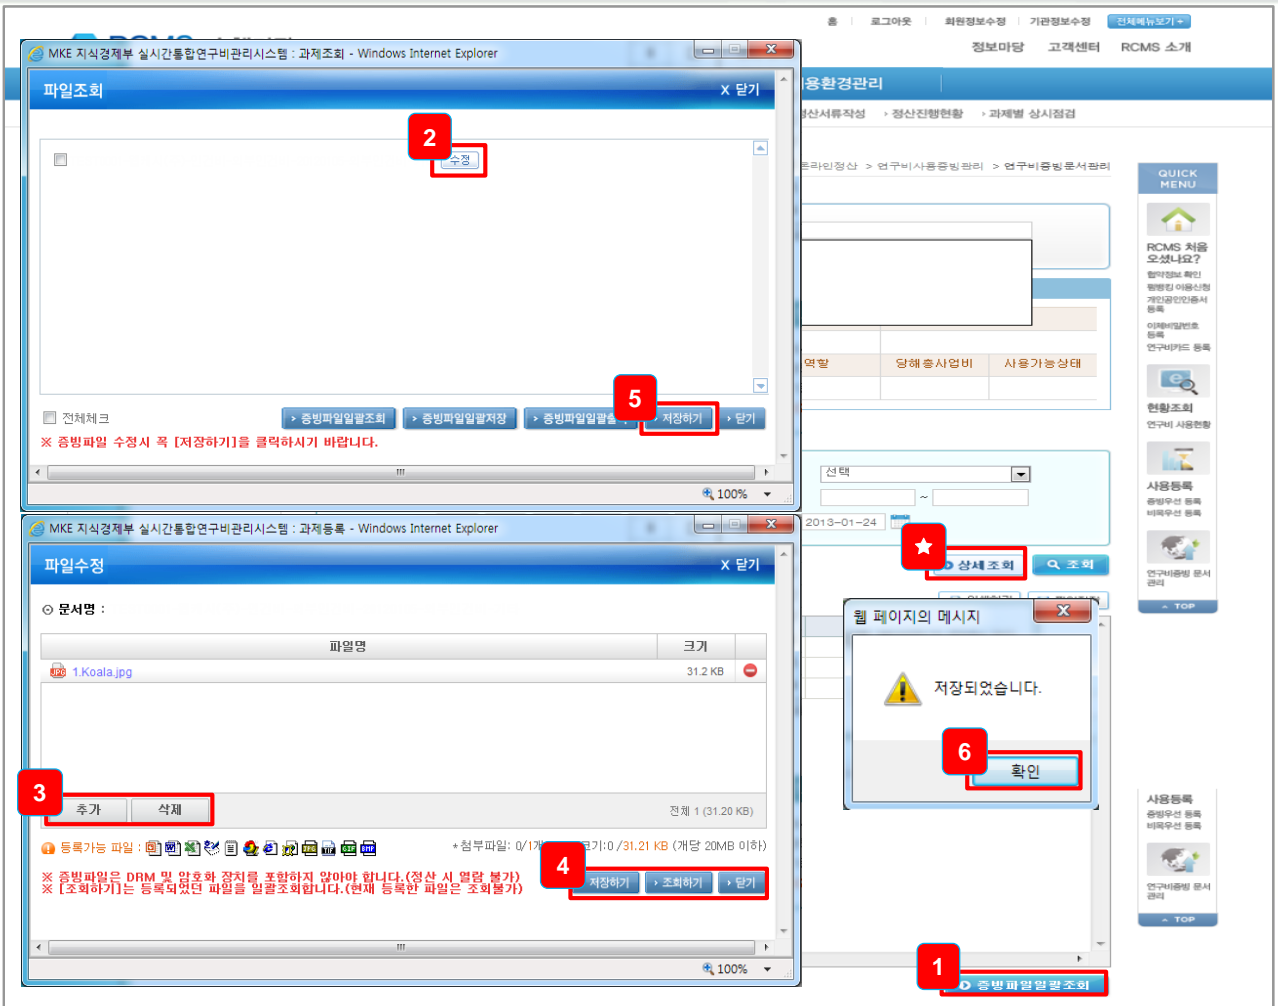 홈
로그아웃
회원정보수정
기관정보수정
전체메뉴보기 +
정보마당
고객센터
RCMS 소개
MKE 지식경제부 실시간통합연구비관리시스템 : 과제조회 - Windows Internet Explorer
파일조회
X 닫기
용환경관리
정산서류작성
› 정산진행현황
› 과제별 상시점검
2
수정
온라인정산 > 연구비사용증빙관리 > 연구비증빙문서관리
QUICK
MENU
RCMS 처음
오셨나요?
협약정보 확인
웹뱅킹 이용신청
개인공인인증서
등록
이체비밀번호
등록
연구비카드 등록
역할
당해총사업비
사용가능상태
현황조회
연구비 사용현황
5
전체체크
› 증빙파일일괄조회
› 증빙파일일괄저장
› 저장하기
› 닫기
※ 증빙파일 수정시 꼭 [저장하기]을 클릭하시기 바랍니다.
100%
선택
~
사용등록
증빙우선 등록
비목우선 등록
MKE 지식경제부 실시간통합연구비관리시스템 : 과제등록 - Windows Internet Explorer
2013-01-24
★
상세조회
조회
파일수정
X 닫기
연구비증빙 문서
관리
TOP
문서명 :
파일명
크기
1.Koala.jpg
31.2 KB
웹 페이지의 메시지
저장되었습니다.
6
확인
3
추가
삭제
전체 1 (31.20 KB)
등록가능 파일 :
4
※ 증빙파일은 DRM 및 암호화 장치를 포함하지 않아야 합니다.(정산 시 열람 불가)
※ [조회하기]는 등록되었던 파일을 일괄조회합니다.(현재 등록한 파일은 조회불가)
저장하기
› 조회하기
› 닫기
100%
사용등록
증빙우선 등록
비목우선 등록
연구비증빙 문서
관리
TOP
1
증빙파일일괄조회